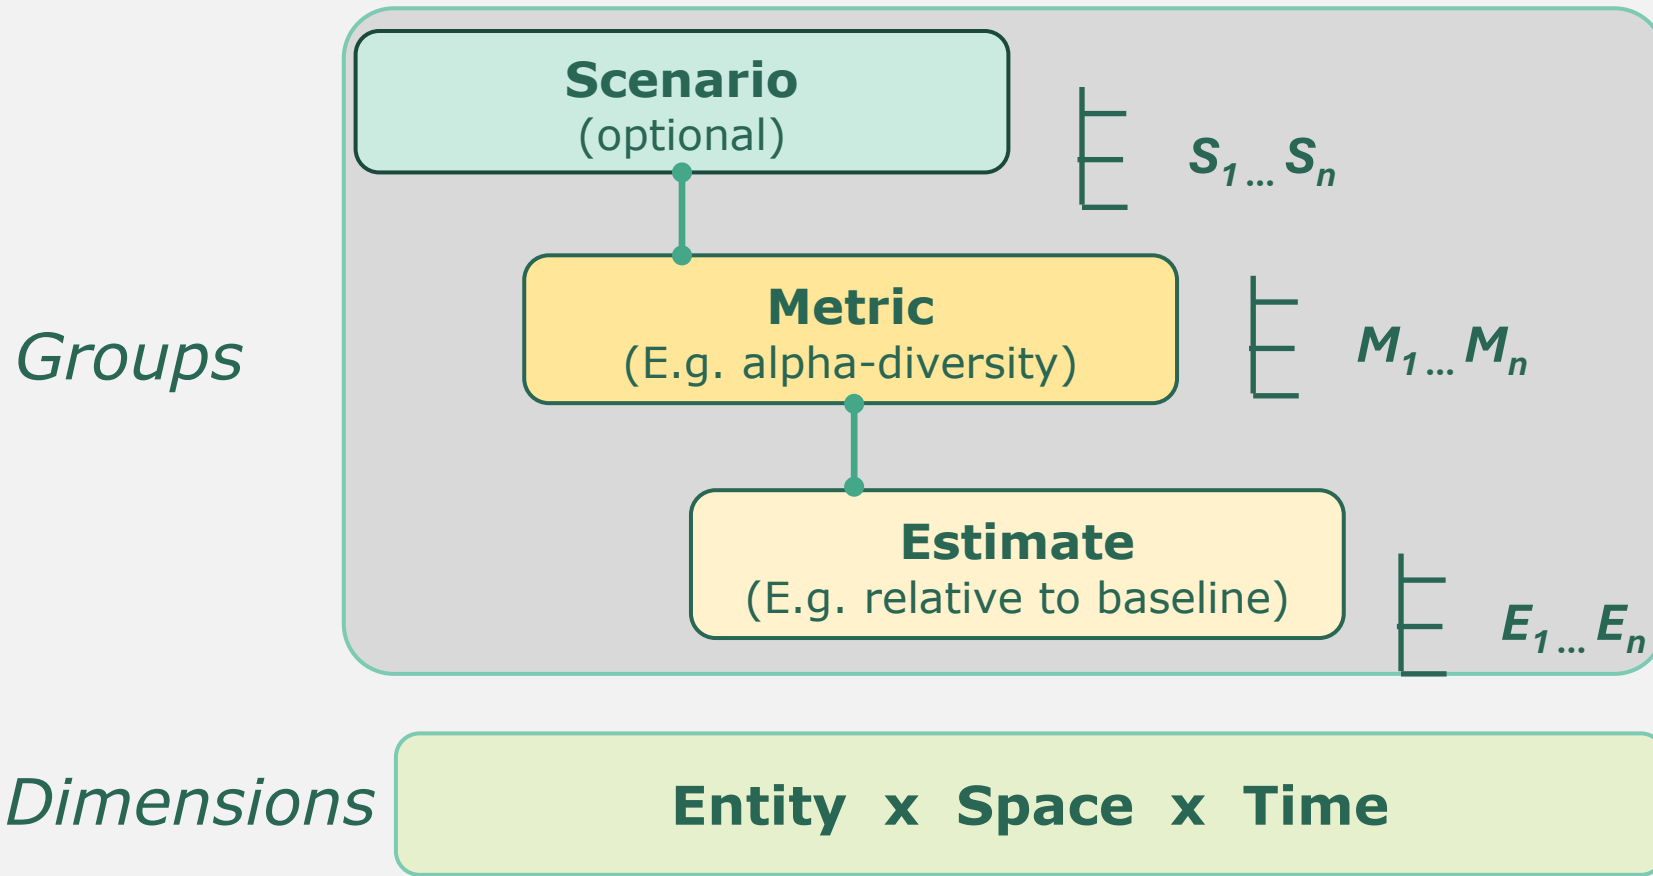 Scenario
(optional)
S1 ... Sn
Groups
Metric
(E.g. alpha-diversity)
M1 ... Mn
Estimate
(E.g. relative to baseline)
E1 ... En
Dimensions
Entity x Space x Time